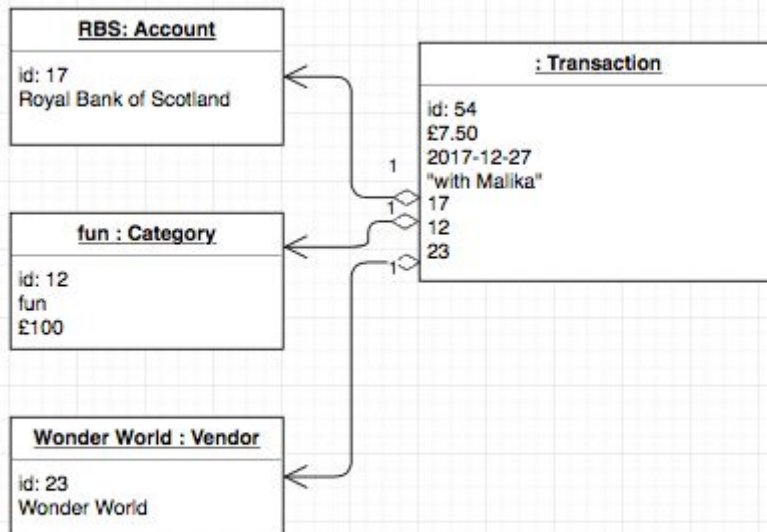 RBS: Account
id: 17
Royal Bank of Scotland
: Transaction
id: 54
£7.50
2017-12-27
"with Malika"
17
12
23
1
1
1
fun : Category
id: 12
fun
£100
Wonder World : Vendor
id: 23
Wonder World